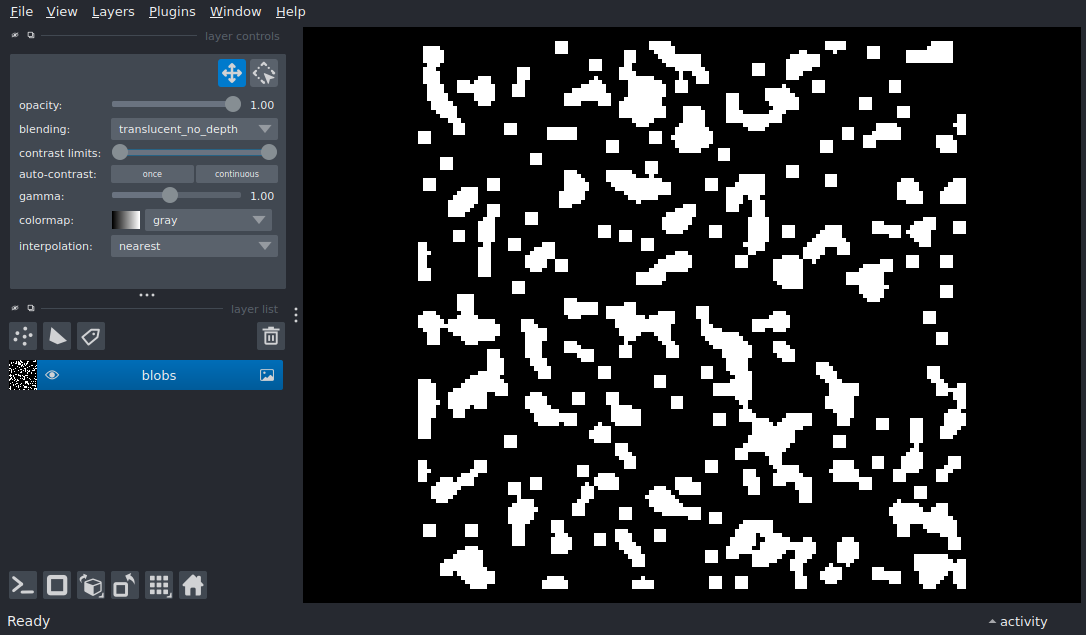 File View Layers Plugins Window Help
layer controls
opacity: 1.00
blending: translucent_no_depth
contrast limits:
auto-contrast: once continuous
gamma: 1.00
colormap: gray
interpolation: nearest
layer list
blobs
Ready activity